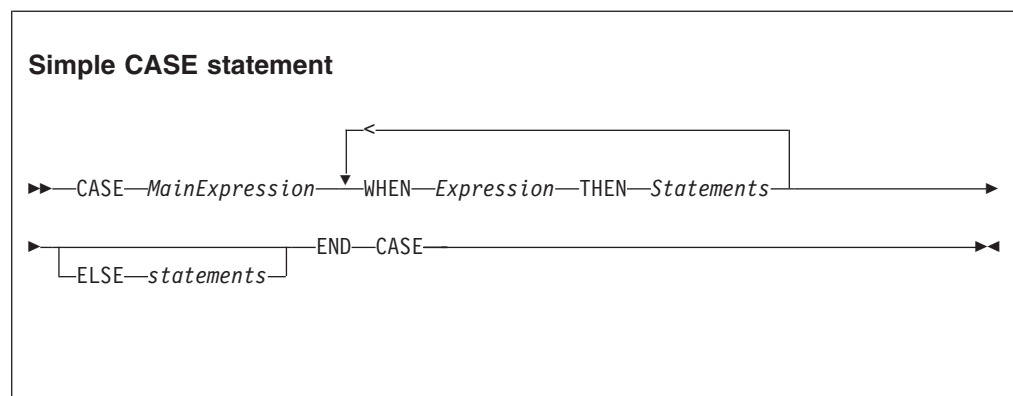 Simple CASE statement
<
CASE MainExpression WHEN Expression THEN Statements
END CASE
ELSE statements